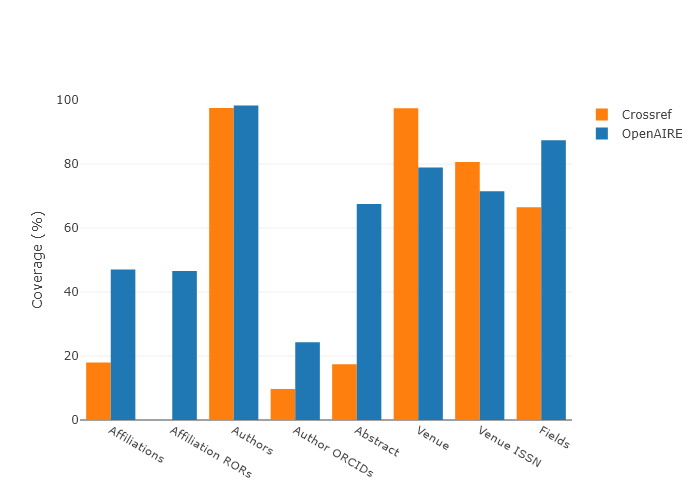 Crossref
OpenAIRE
Coverage (%)
100
80
60
40
20
0
Affiliations
Affiliation RORs
Authors
Author ORCIDs
Abstract
Venue
Venue ISSN
Fields